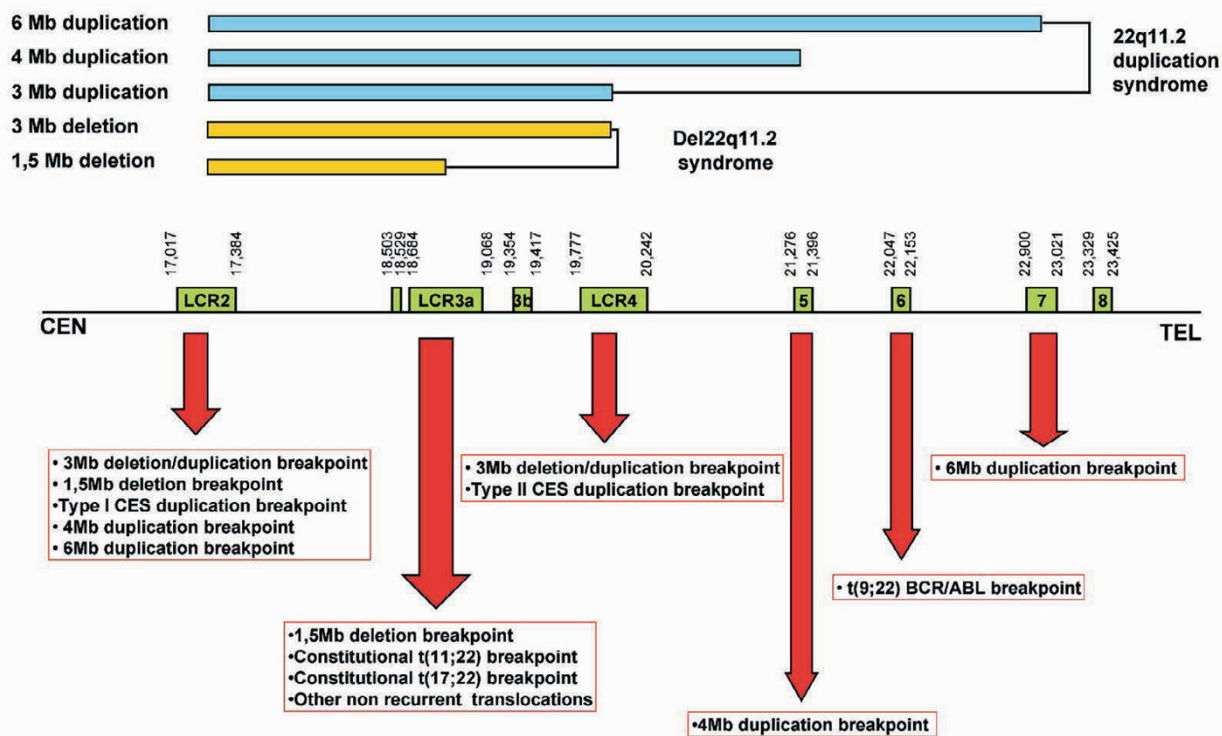 6 Mb duplication
4 Mb duplication
3 Mb duplication
3 Mb deletion
1,5 Mb deletion
22q11.2
duplication
syndrome
Del22q11.2
syndrome
17,017
17,384
18,503
18,529
18,684
19,068
19,354
19,417
19,777
20,242
21,276
21,396
22,047
22,153
22,900
23,021
23,329
23,425
LCR2
LCR3a
3b
LCR4
5
6
7
8
CEN
TEL
• 3Mb deletion/duplication breakpoint
• 1,5Mb deletion breakpoint
•Type I CES duplication breakpoint
• 4Mb duplication breakpoint
• 6Mb duplication breakpoint
• 3Mb deletion/duplication breakpoint
•Type II CES duplication breakpoint
• 6Mb duplication breakpoint
• t(9;22) BCR/ABL breakpoint
•1,5Mb deletion breakpoint
•Constitutional t(11;22) breakpoint
•Constitutional t(17;22) breakpoint
•Other non recurrent translocations
•4Mb duplication breakpoint